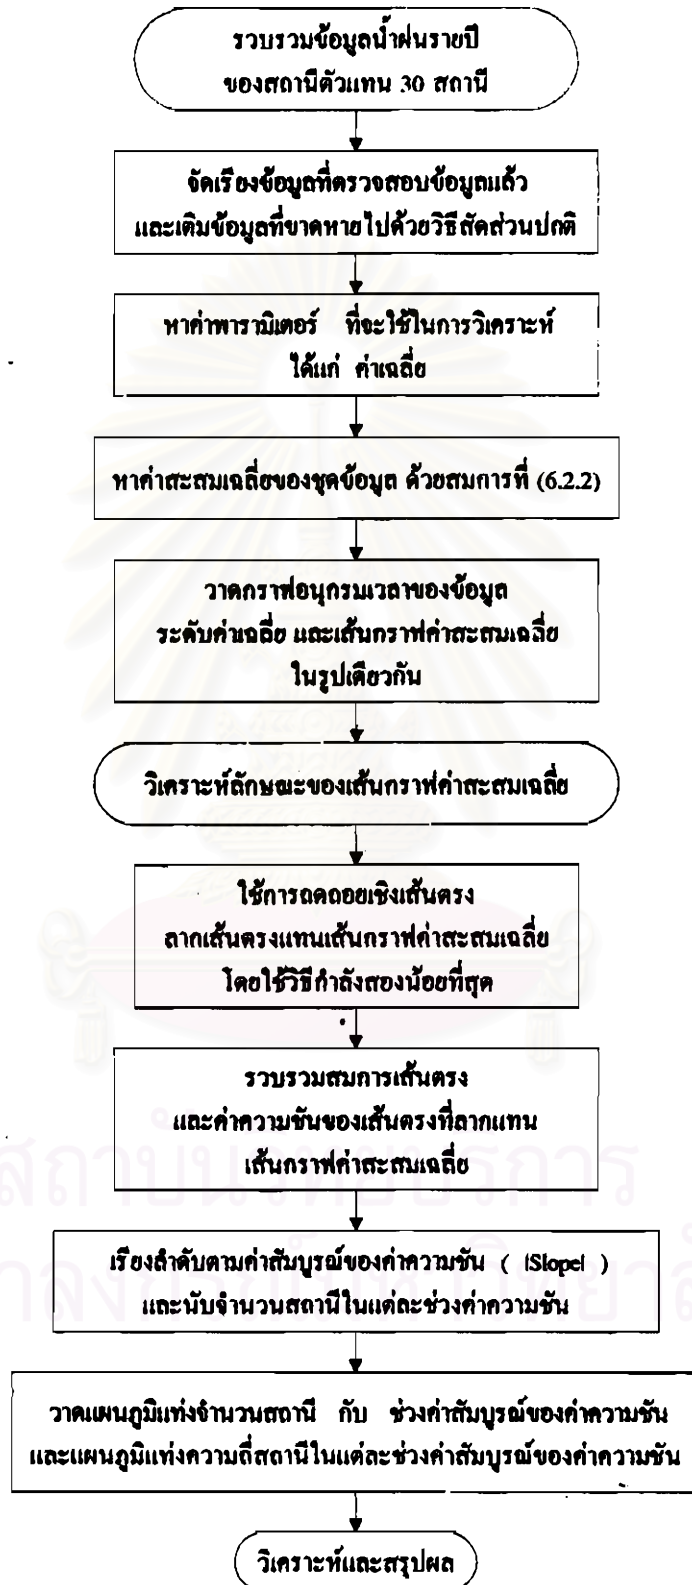 รวบรวมข้อมูลน้ำฝนรายปี
ของสถานีตัวแทน 30 สถานี
จัดเรียงข้อมูลที่ตรวจสอบข้อมูลแล้ว
และเติมข้อมูลที่ขาดหายไปด้วยวิธีสัดส่วนปกติ
หาค่าพารามิเตอร์ ที่จะใช้ในการวิเคราะห์
ได้แก่ ค่าเฉลี่ย
หาค่าสะสมเฉลี่ยของชุดข้อมูล ด้วยสมการที่ (6.2.2)
วาดกราฟอนุกรมเวลาของข้อมูล
ระดับค่าเฉลี่ย และเส้นกราฟค่าสะสมเฉลี่ย
ในรูปเดียวกัน
วิเคราะห์ลักษณะของเส้นกราฟค่าสะสมเฉลี่ย
ใช้การถดถอยเชิงเส้นตรง
ลากเส้นตรงแทนเส้นกราฟค่าสะสมเฉลี่ย
โดยใช้วิธีกำลังสองน้อยที่สุด
รวบรวมสมการเส้นตรง
และค่าความชันของเส้นตรงที่ลากแทน
เส้นกราฟค่าสะสมเฉลี่ย
สถาบันวิทยบริการ
เรียงลำดับตามค่าสัมบูรณ์ของค่าความชัน ( |Slope| )
และนับจำนวนสถานีในแต่ละช่วงค่าความชัน
วาดแผนภูมิแท่งจำนวนสถานี กับ ช่วงค่าสัมบูรณ์ของค่าความชัน
และแผนภูมิแท่งความถี่สถานีในแต่ละช่วงค่าสัมบูรณ์ของค่าความชัน
วิเคราะห์และสรุปผล